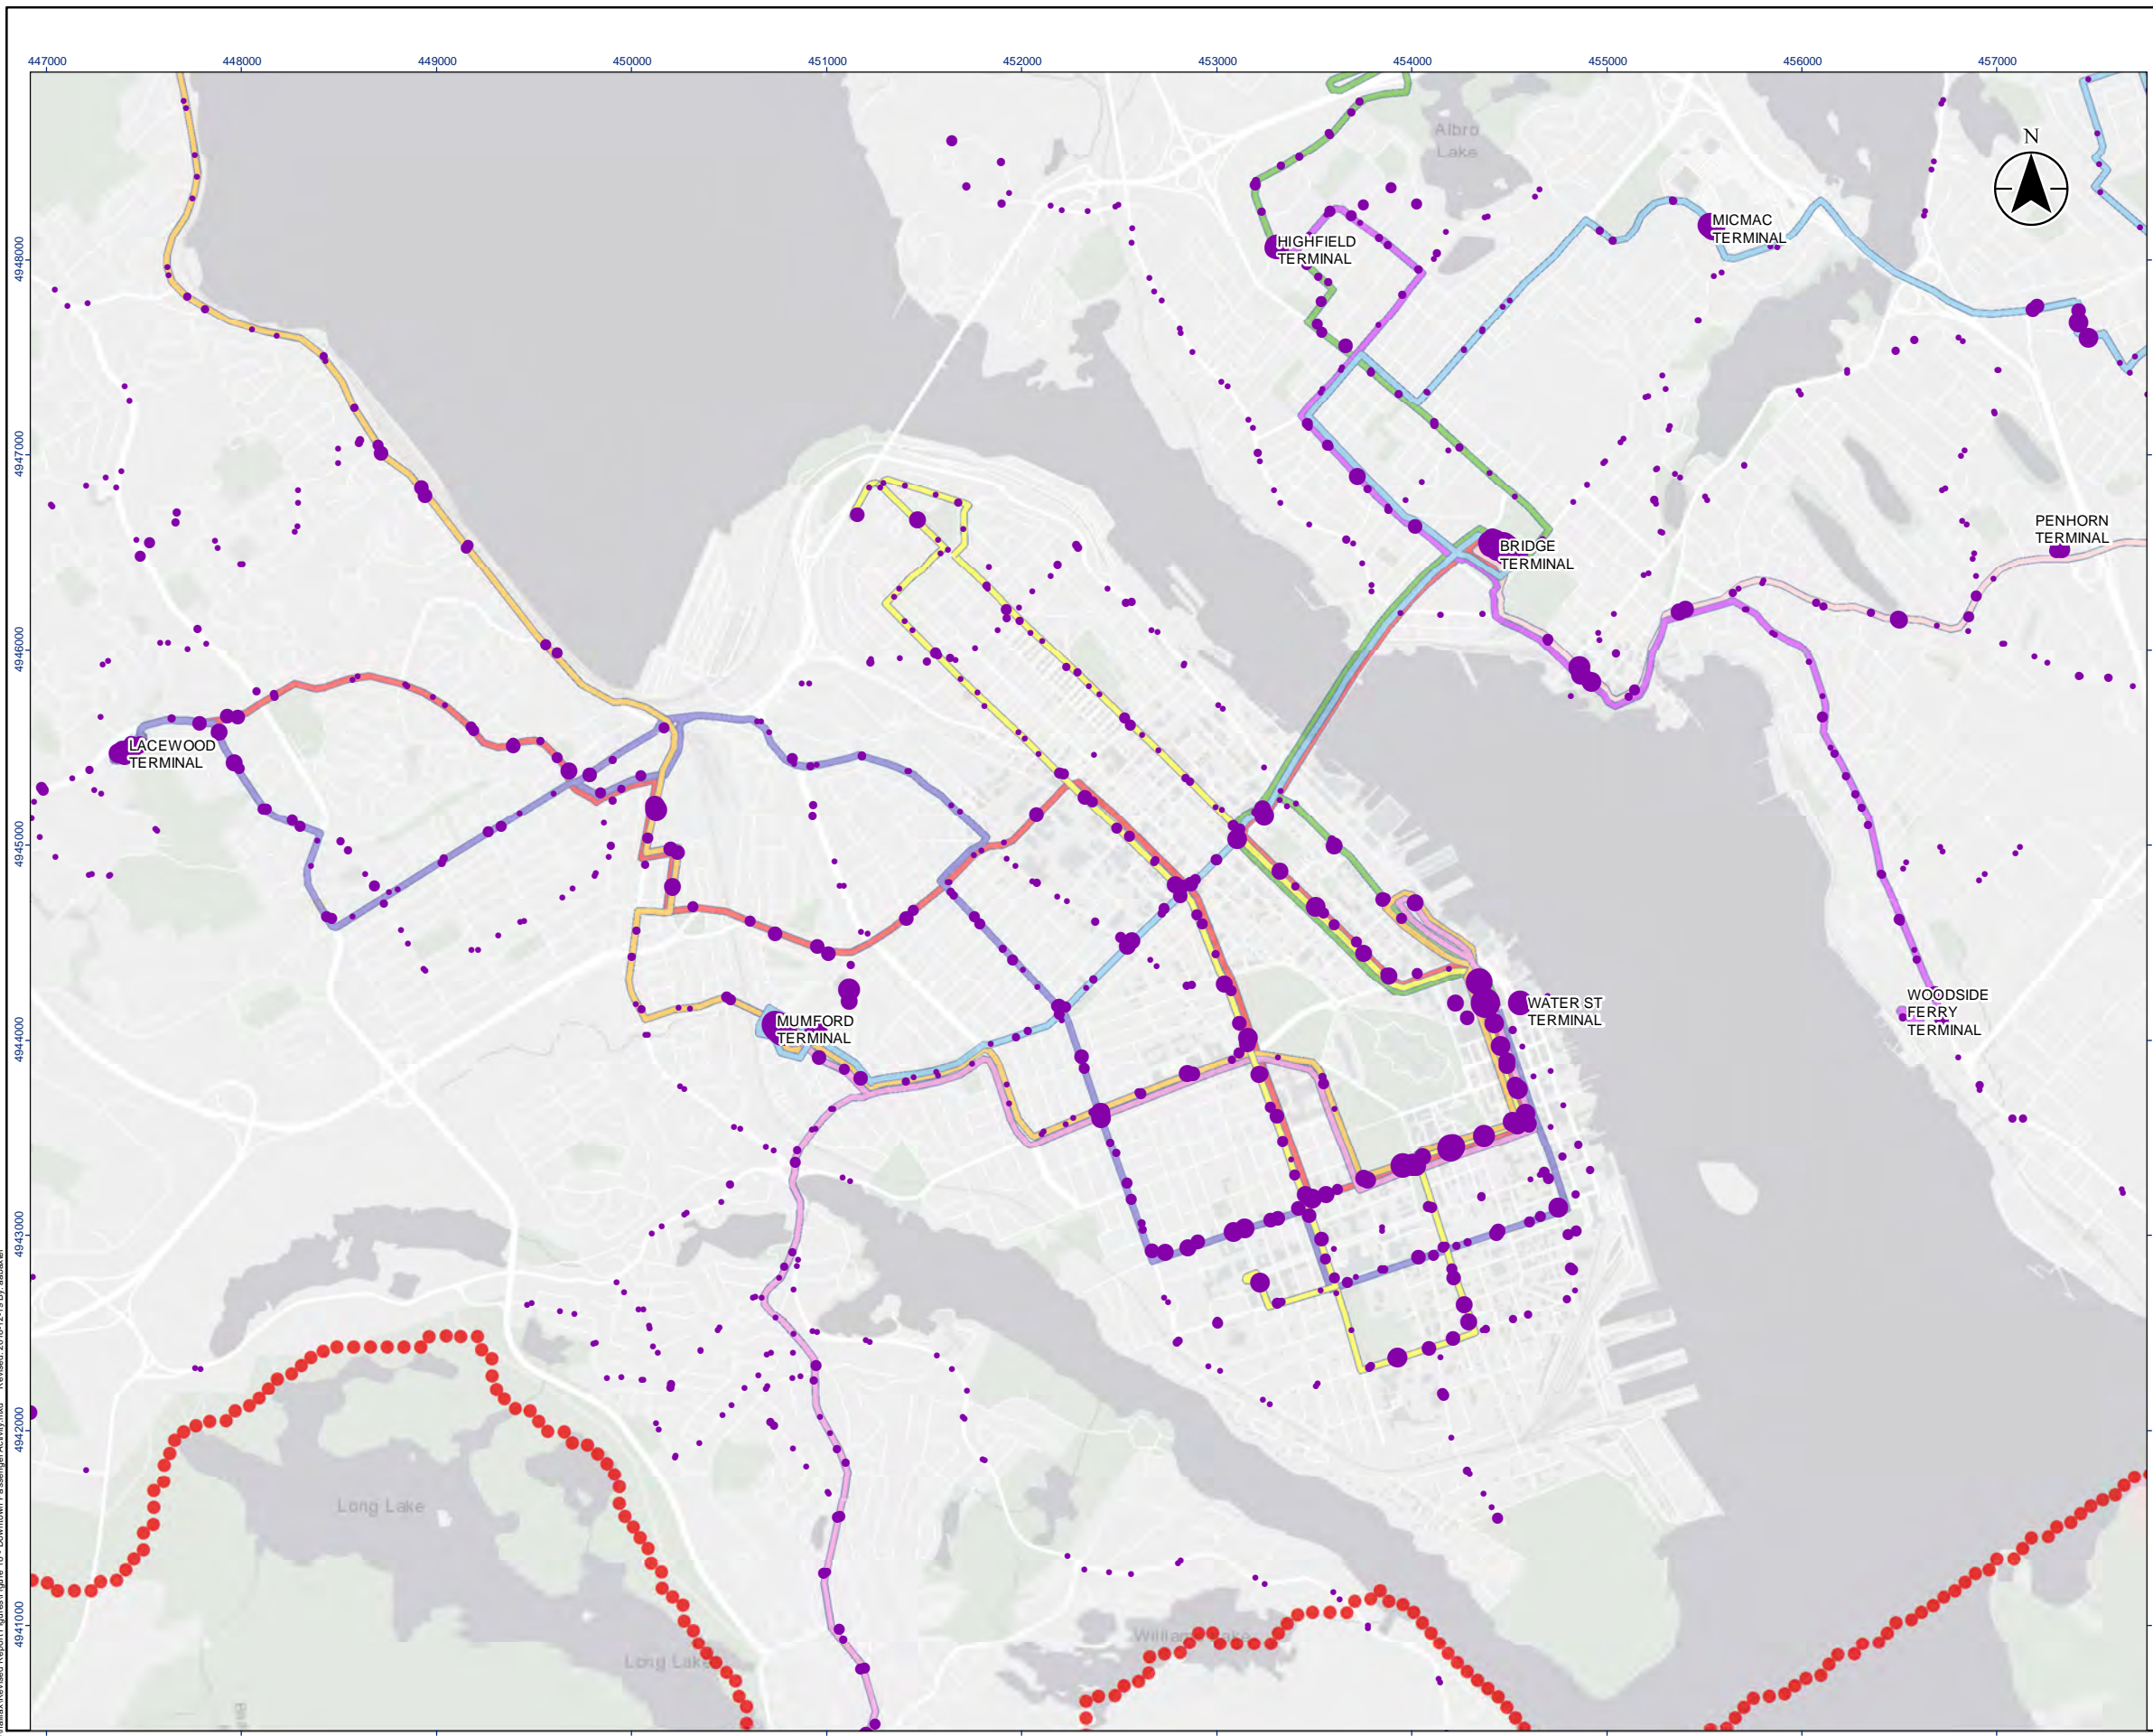 447000 448000 449000 450000 451000 452000 453000 454000 455000 456000 457000
Albro
Lake
N
MICMAC
TERMINAL
HIGHFIELD
TERMINAL
4948000
4947000
PENHORN
TERMINAL
BRIDGE
TERMINAL
4946000
LACEWOOD
TERMINAL
4945000
WOODSIDE
FERRY
TERMINAL
WATER ST
TERMINAL
MUMFORD
TERMINAL
4944000
4943000
4942000
Long Lake
4941000
Long Lake